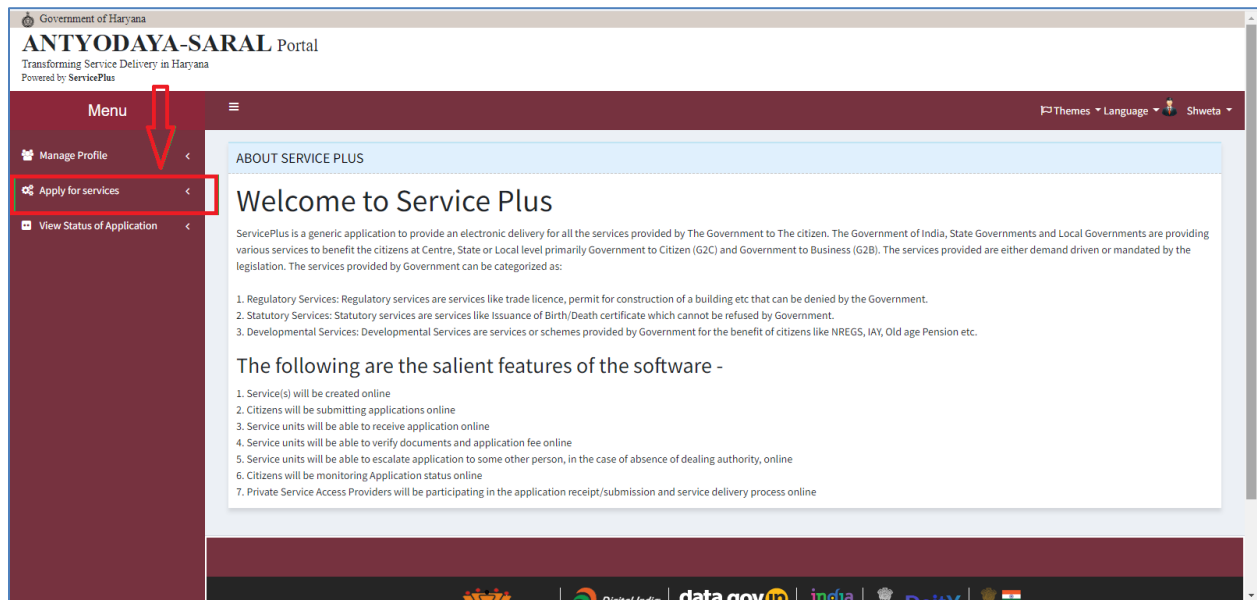 Government of Haryana
ANTYODAYA-SARAL Portal
Transforming Service Delivery in Haryana
Powered by ServicePlus
Menu
Themes
Language
Shweta
Manage Profile
Apply for services
View Status of Application
ABOUT SERVICE PLUS
Welcome to Service Plus
ServicePlus is a generic application to provide an electronic delivery for all the services provided by The Government to The citizen. The Government of India, State Governments and Local Governments are providing
various services to benefit the citizens at Centre, State or Local level primarily Government to Citizen (G2C) and Government to Business (G2B). The services provided are either demand driven or mandated by the
legislation. The services provided by Government can be categorized as:
1. Regulatory Services: Regulatory services are services like trade licence, permit for construction of a building etc that can be denied by the Government.
2. Statutory Services: Statutory services are services like Issuance of Birth/Death certificate which cannot be refused by Government.
3. Developmental Services: Developmental Services are services or schemes provided by Government for the benefit of citizens like NREGS, IAY, Old age Pension etc.
The following are the salient features of the software -
1. Service(s) will be created online
2. Citizens will be submitting applications online
3. Service units will be able to receive application online
4. Service units will be able to verify documents and application fee online
5. Service units will be able to escalate application to some other person, in the case of absence of dealing authority, online
6. Citizens will be monitoring Application status online
7. Private Service Access Providers will be participating in the application receipt/submission and service delivery process online
Digital India
data.gov in
india
DeitY